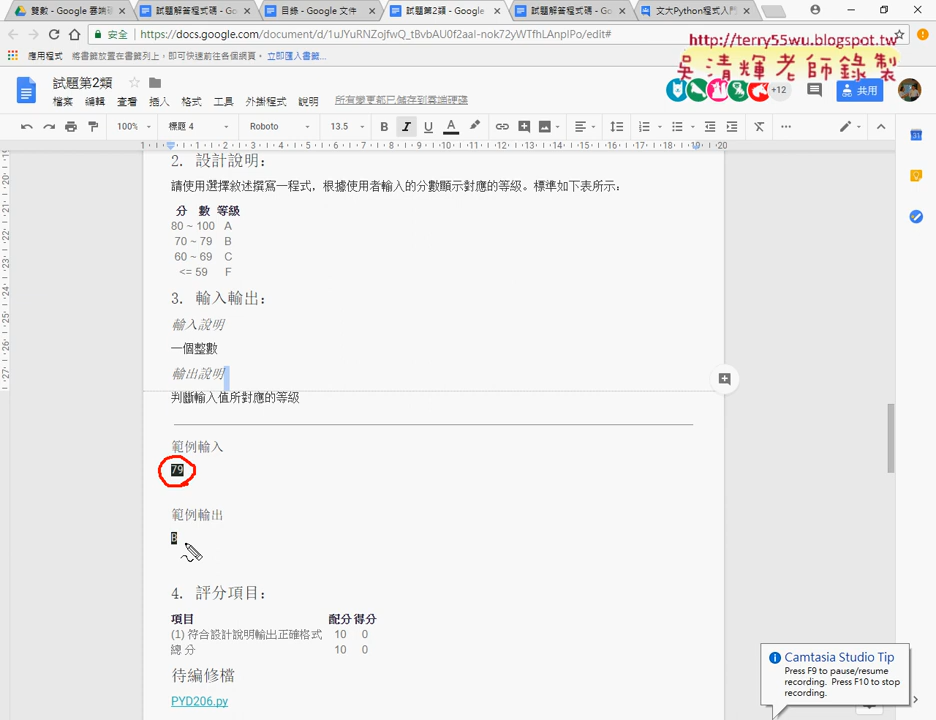 雙數 - Google 雲端
試題解答程式碼 - Go
目錄 - Google 文件
試題第2類 - Google
試題解答程式碼 - Go
文大Python程式入門
安全
https://docs.google.com/document/d/1uJYuRNZojfwQ_tBvbAU0f2aaI-nok72yWTfhLAnpIPo/edit#
http://terry55wu.blogspot.tw
應用程式
將書籤放置在書籤列上，即可快速前往各個網頁。
立即匯入書籤...
吳清輝老師錄製
試題第2類
檔案 編輯 查看 插入 格式 工具 外掛程式 說明
所有變更都已儲存到雲端硬碟
+12
共用
100%
標題 4
Roboto
13.5
B I U A
2. 設計說明：
請使用選擇敘述撰寫一程式，根據使用者輸入的分數顯示對應的等級。標準如下表所示：
分 數 等級
80 ~ 100 A
70 ~ 79 B
60 ~ 69 C
<= 59 F
3. 輸入輸出：
輸入說明
一個整數
輸出說明
判斷輸入值所對應的等級
範例輸入
79
範例輸出
B
4. 評分項目：
項目 配分 得分
(1) 符合設計說明輸出正確格式 10 0
總 分 10 0
待編修檔
PYD206.py
Camtasia Studio Tip
Press F9 to pause/resume
recording. Press F10 to stop
recording.